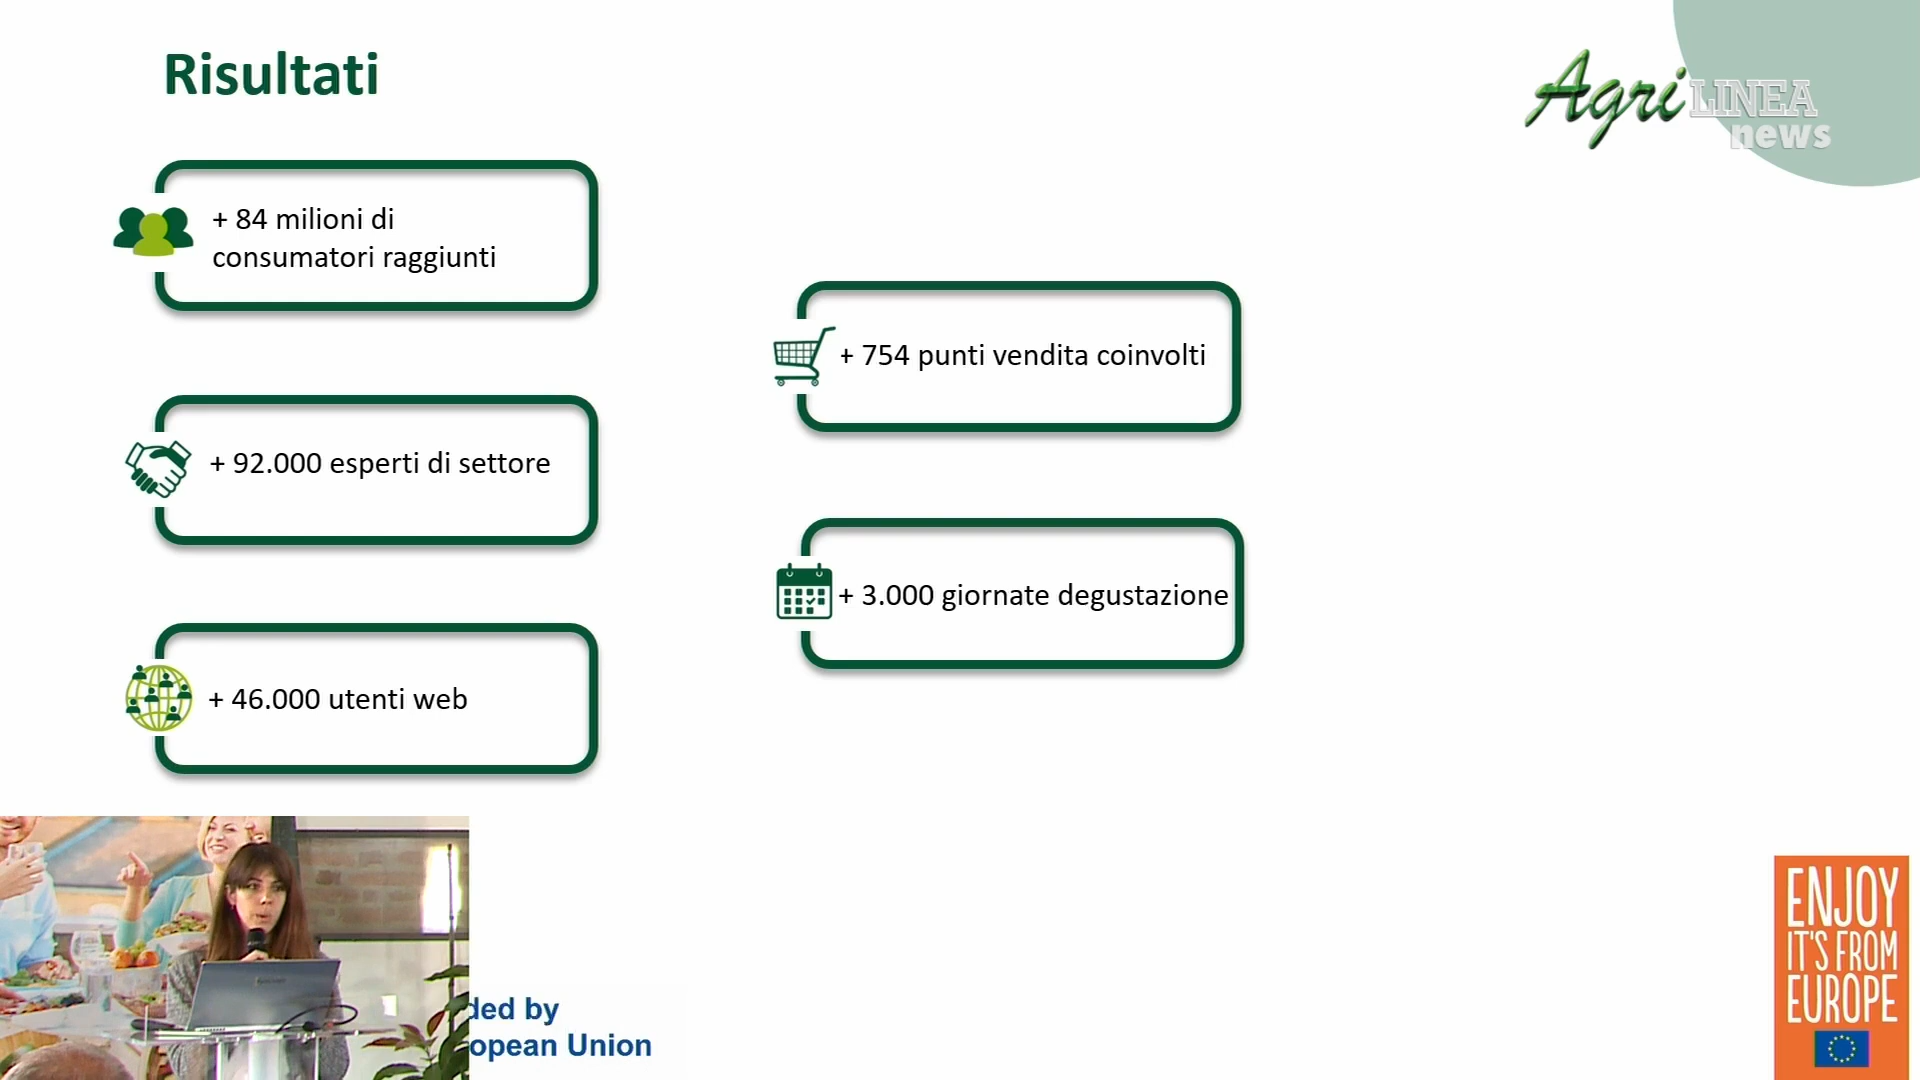 Risultati
Agri LINEA
news
+ 84 milioni di
consumatori raggiunti
+ 754 punti vendita coinvolti
+ 92.000 esperti di settore
+ 3.000 giornate degustazione
+ 46.000 utenti web
ded by
opean Union
ENJOY
IT'S FROM
EUROPE